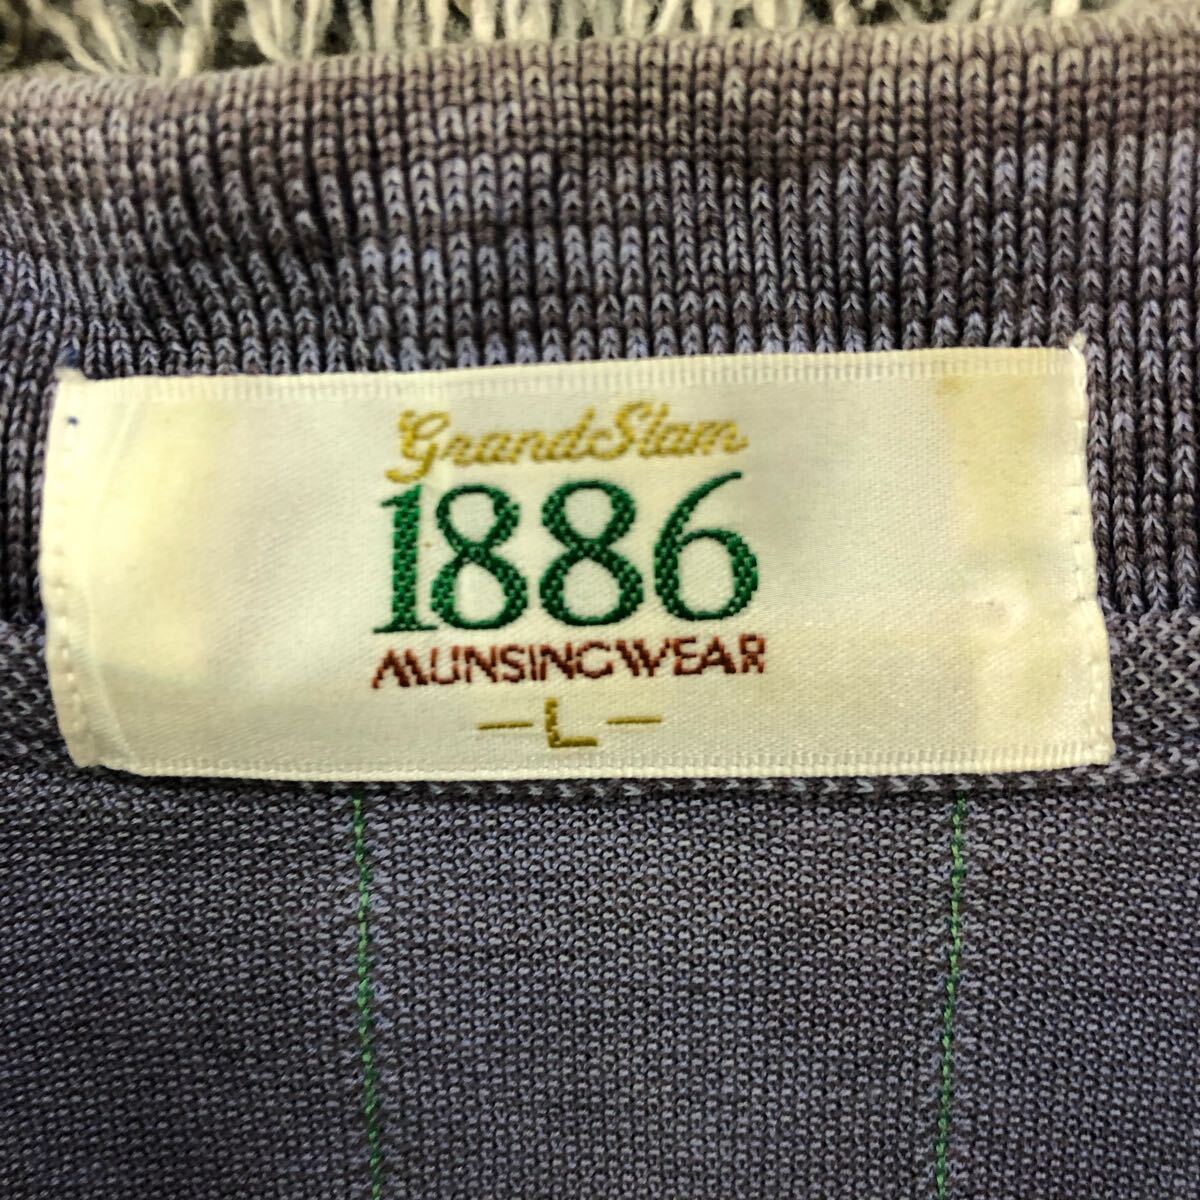 GrandSlam
1886
MUNSINGWEAR
— L —